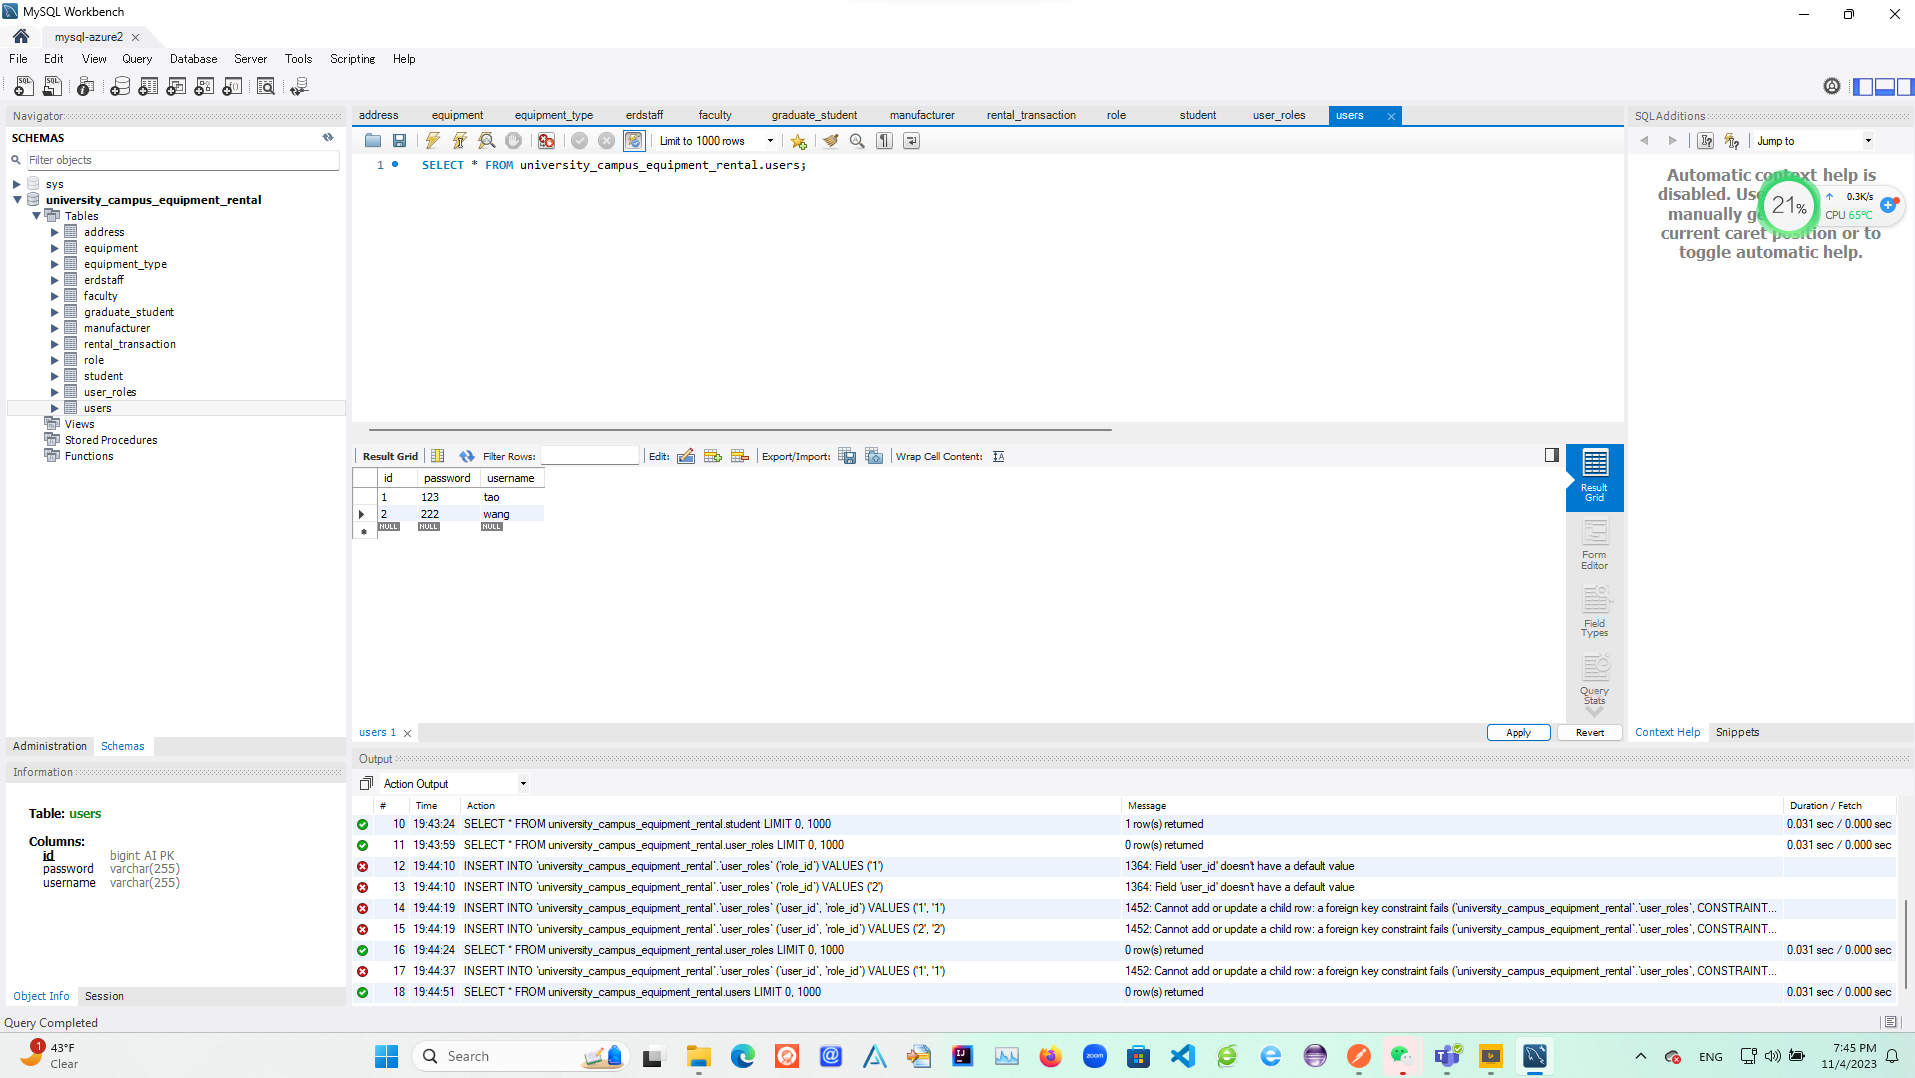 MySQL Workbench
mysql-azure2
File Edit View Query Database Server Tools Scripting Help
Navigator
SCHEMAS
Filter objects
sys
university_campus_equipment_rental
Tables
address
equipment
equipment_type
erdstaff
faculty
graduate_student
manufacturer
rental_transaction
role
student
user_roles
users
Views
Stored Procedures
Functions
Administration Schemas
Information
Table: users
Columns:
id bigint AI PK
password varchar(255)
username varchar(255)
Object Info Session
Query Completed
address equipment equipment_type erdstaff faculty graduate_student manufacturer rental_transaction role student user_roles users
Limit to 1000 rows
1 SELECT * FROM university_campus_equipment_rental.users;
Result Grid Filter Rows: Edit: Export/Import: Wrap Cell Content:
id password username
1 123 tao
2 222 wang
NULL NULL NULL
Result
Grid
Form
Editor
Field
Types
Query
Stats
users 1
Apply Revert
Output
Action Output
# Time Action Message Duration / Fetch
10 19:43:24 SELECT * FROM university_campus_equipment_rental.student LIMIT 0, 1000 1 row(s) returned 0.031 sec / 0.000 sec
11 19:43:59 SELECT * FROM university_campus_equipment_rental.user_roles LIMIT 0, 1000 0 row(s) returned 0.031 sec / 0.000 sec
12 19:44:10 INSERT INTO `university_campus_equipment_rental`.`user_roles` (`role_id`) VALUES ('1') 1364: Field 'user_id' doesn't have a default value
13 19:44:10 INSERT INTO `university_campus_equipment_rental`.`user_roles` (`role_id`) VALUES ('2') 1364: Field 'user_id' doesn't have a default value
14 19:44:19 INSERT INTO `university_campus_equipment_rental`.`user_roles` (`user_id`, `role_id`) VALUES ('1', '1') 1452: Cannot add or update a child row: a foreign key constraint fails (`university_campus_equipment_rental`.`user_roles`, CONSTRAINT...
15 19:44:19 INSERT INTO `university_campus_equipment_rental`.`user_roles` (`user_id`, `role_id`) VALUES ('2', '2') 1452: Cannot add or update a child row: a foreign key constraint fails (`university_campus_equipment_rental`.`user_roles`, CONSTRAINT...
16 19:44:24 SELECT * FROM university_campus_equipment_rental.user_roles LIMIT 0, 1000 0 row(s) returned 0.031 sec / 0.000 sec
17 19:44:37 INSERT INTO `university_campus_equipment_rental`.`user_roles` (`user_id`, `role_id`) VALUES ('1', '1') 1452: Cannot add or update a child row: a foreign key constraint fails (`university_campus_equipment_rental`.`user_roles`, CONSTRAINT...
18 19:44:51 SELECT * FROM university_campus_equipment_rental.users LIMIT 0, 1000 0 row(s) returned 0.031 sec / 0.000 sec
SQLAdditions
Jump to
Automatic context help is
disabled. Use
manually
current caret position or to
toggle automatic help.
21%
0.3K/s
CPU 65°C
Context Help Snippets
1
43°F
Clear
Search
zoom
ENG
7:45 PM
11/4/2023